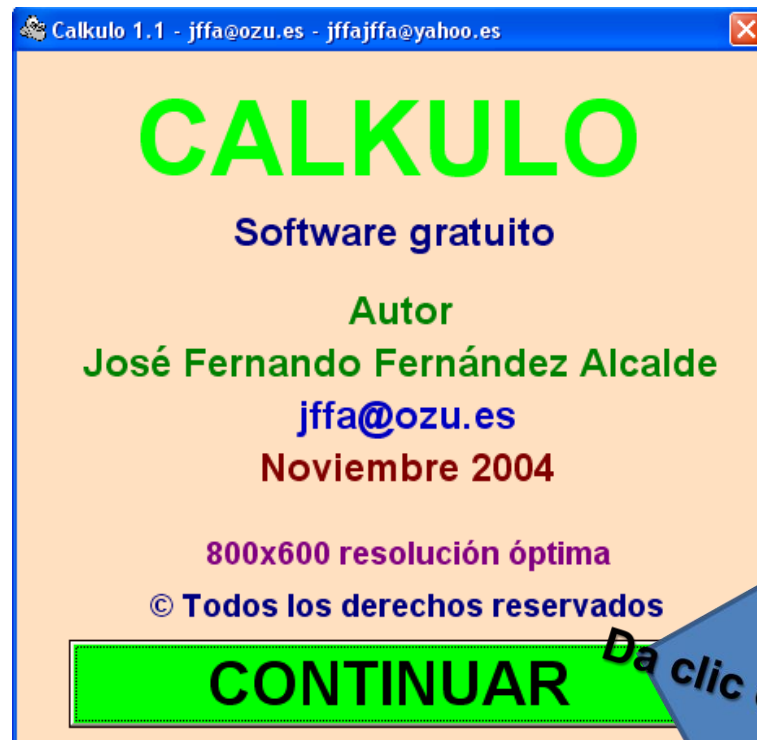 Calkulo 1.1 - jffa@ozu.es - jffajffa@yahoo.es
CALKULO
Software gratuito
Autor
José Fernando Fernández Alcalde
jffa@ozu.es
Noviembre 2004
800x600 resolución óptima
© Todos los derechos reservados
CONTINUAR
Da clic